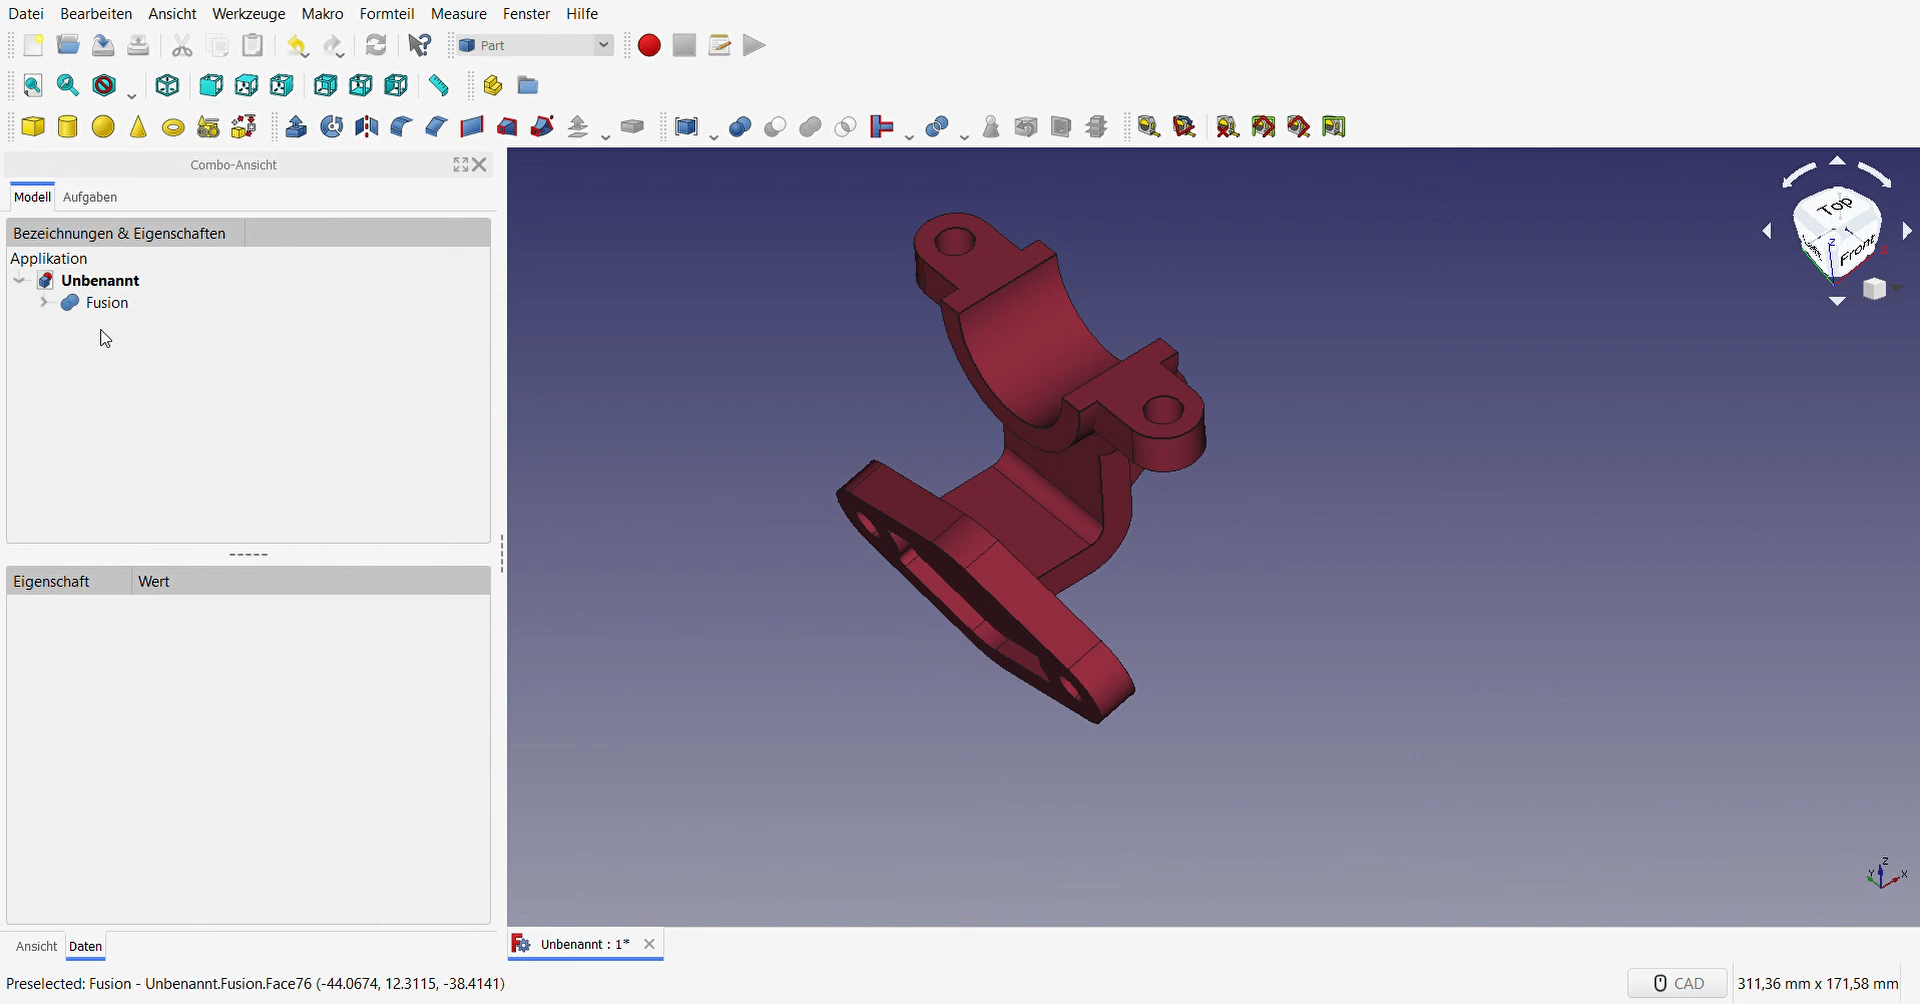 Datei Bearbeiten Ansicht Werkzeuge Makro Formteil Measure Fenster Hilfe
Part
Combo-Ansicht
Modell Aufgaben
Bezeichnungen & Eigenschaften
Applikation
Unbenannt
Fusion
Top
Front
Z
X
Eigenschaft Wert
Z
Y X
Ansicht Daten
Unbenannt : 1*
Preselected: Fusion - Unbenannt.Fusion.Face76 (-44.0674, 12.3115, -38.4141)
CAD 311,36 mm x 171,58 mm